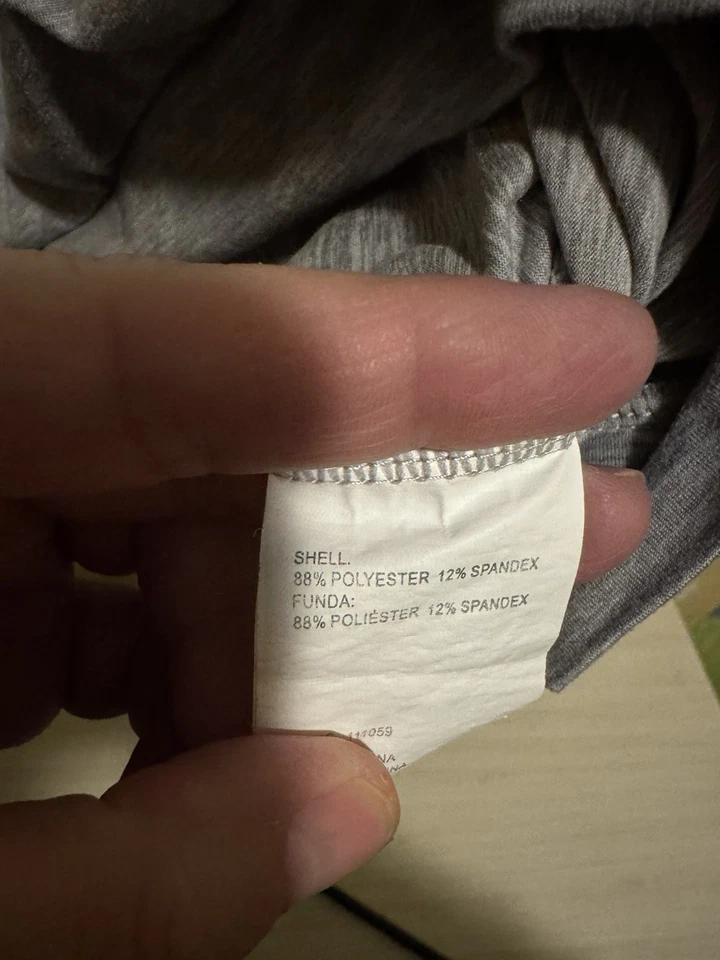 SHELL.
88% POLYESTER 12% SPANDEX
FUNDA:
88% POLIÉSTER 12% SPANDEX